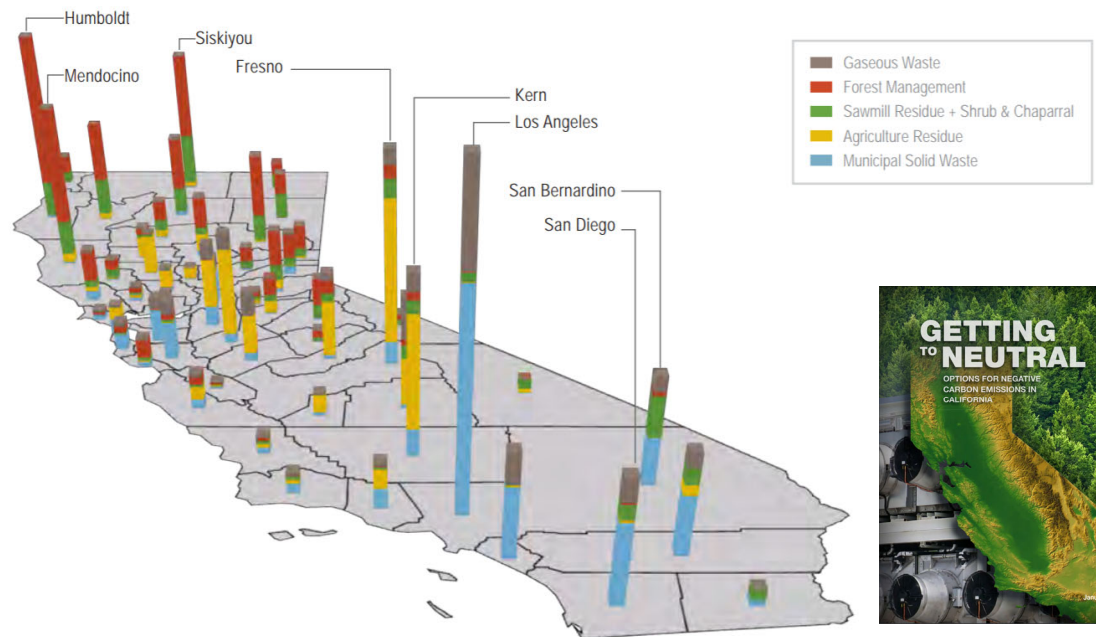 Humboldt
Siskiyou
Mendocino
Fresno
Kern
Los Angeles
San Bernardino
San Diego
Gaseous Waste
Forest Management
Sawmill Residue + Shrub & Chaparral
Agriculture Residue
Municipal Solid Waste
GETTING
TO NEUTRAL
OPTIONS FOR NEGATIVE
CARBON EMISSIONS IN
CALIFORNIA